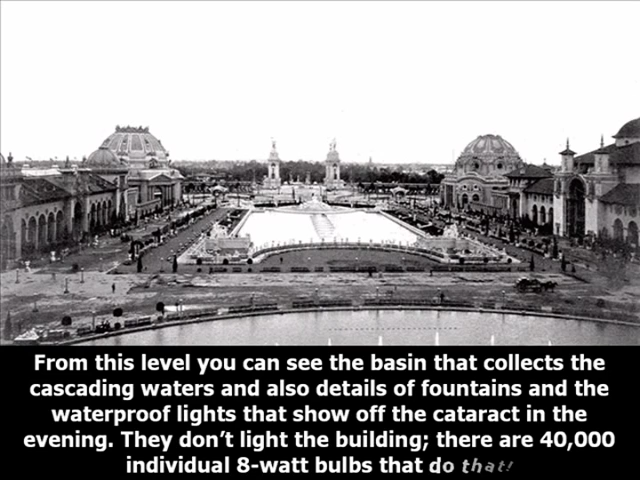 From this level you can see the basin that collects the
cascading waters and also details of fountains and the
waterproof lights that show off the cataract in the
evening. They don't light the building; there are 40,000
individual 8-watt bulbs that do that!